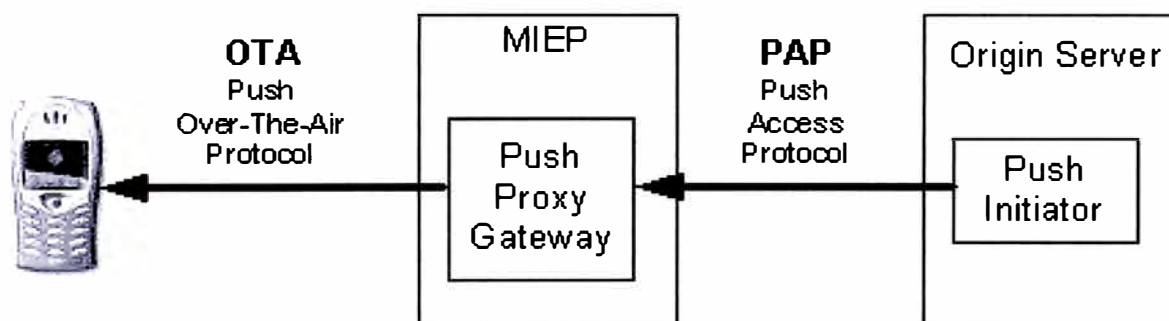 OTA
Push
Over-The-Air
Protocol
MIEP
Push
Proxy
Gateway
PAP
Push
Access
Protocol
Origin Server
Push
Initiator